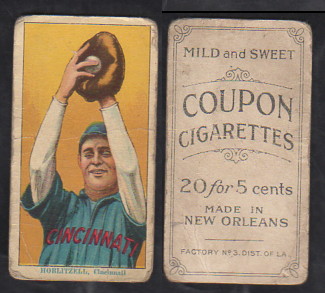 CINCINNATI
HOBLITZELL, Cincinnati
MILD and SWEET
COUPON
CIGARETTES
20 for 5 cents
MADE IN
NEW ORLEANS
FACTORY Nº 3, DIST. OF LA.